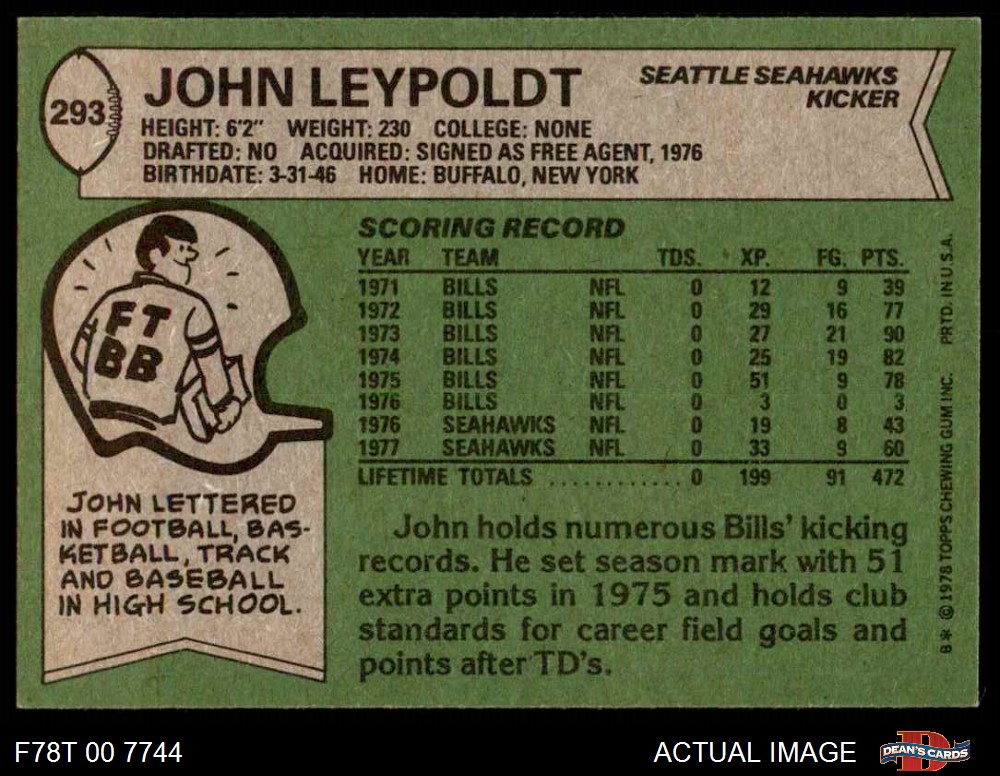 293
JOHN LEYPOLDT
SEATTLE SEAHAWKS
KICKER
HEIGHT: 6'2" WEIGHT: 230 COLLEGE: NONE
DRAFTED: NO ACQUIRED: SIGNED AS FREE AGENT, 1976
BIRTHDATE: 3-31-46 HOME: BUFFALO, NEW YORK
FT
BB
JOHN LETTERED
IN FOOTBALL, BAS-
KETBALL, TRACK
AND BASEBALL
IN HIGH SCHOOL.
SCORING RECORD
YEAR TEAM TDS. XP. FG. PTS.
1971 BILLS NFL 0 12 9 39
1972 BILLS NFL 0 29 16 77
1973 BILLS NFL 0 27 21 90
1974 BILLS NFL 0 25 19 82
1975 BILLS NFL 0 51 9 78
1976 BILLS NFL 0 3 0 3
1976 SEAHAWKS NFL 0 19 8 43
1977 SEAHAWKS NFL 0 33 9 60
LIFETIME TOTALS ............ 0 199 91 472
John holds numerous Bills' kicking
records. He set season mark with 51
extra points in 1975 and holds club
standards for career field goals and
points after TD's.
B* © 1978 TOPPS CHEWING GUM INC. PRTD. IN U.S.A.
F78T 00 7744
ACTUAL IMAGE
D
DEAN'S CARDS